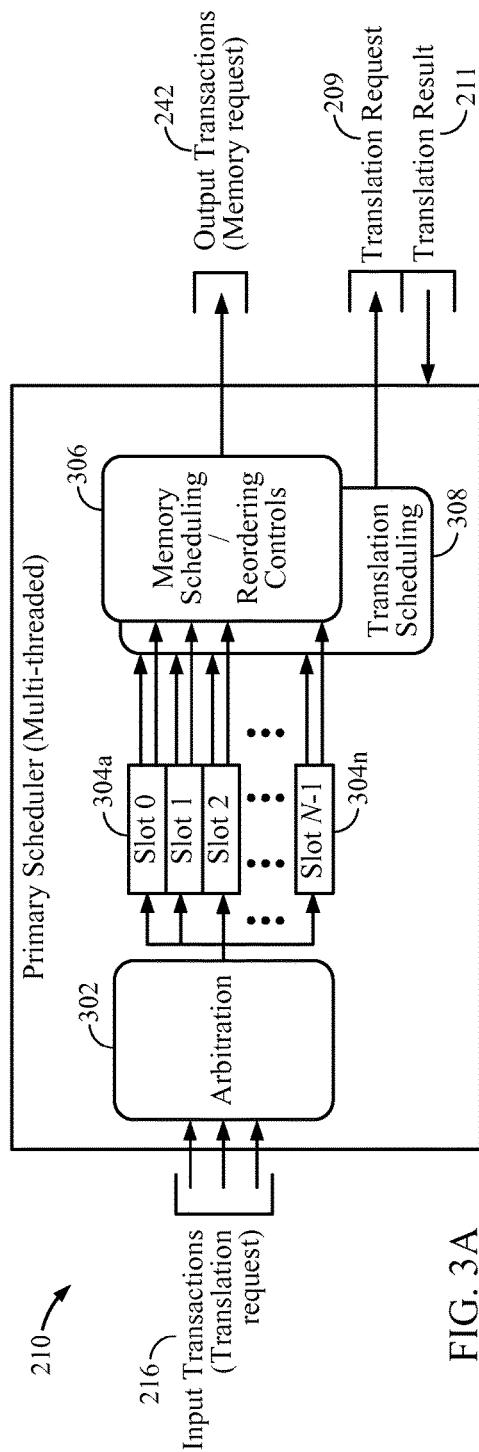 210
Primary Scheduler (Multi-threaded)
216
Input Transactions
(Translation
request)
302
Arbitration
304a
Slot 0
Slot 1
Slot 2
Slot N-1
304n
306
Memory
Scheduling
/
Reordering
Controls
Translation
Scheduling
308
242
Output Transactions
(Memory request)
209
Translation Request
Translation Result
211
FIG. 3A